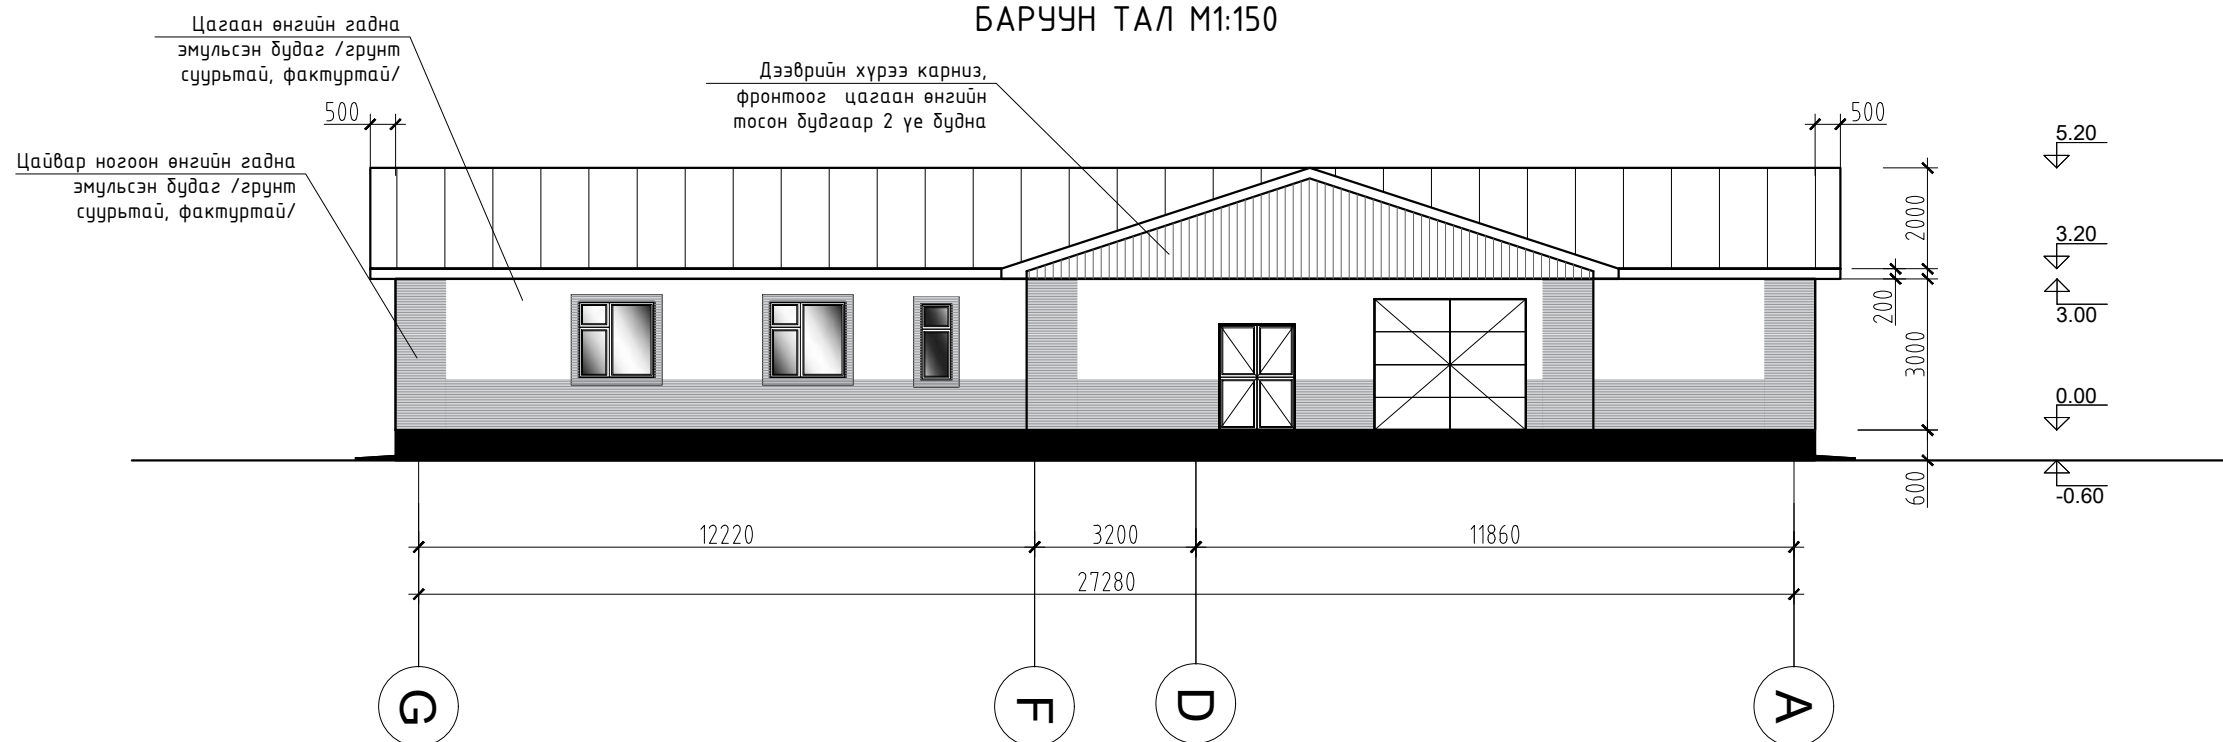 БАРУУН ТАЛ М1:150
Цагаан өнгийн гадна
эмульсэн будаг /грунт
суурьтай, фактуртай/
Дээврийн хүрээ карниз,
фронтоог цагаан өнгийн
тосон будгаар 2 үе будна
500
500
Цайвар ногоон өнгийн гадна
эмульсэн будаг /грунт
суурьтай, фактуртай/
5.20
2000
3.20
200
3.00
3000
0.00
600
-0.60
12220
3200
11860
27280
G
F
D
A